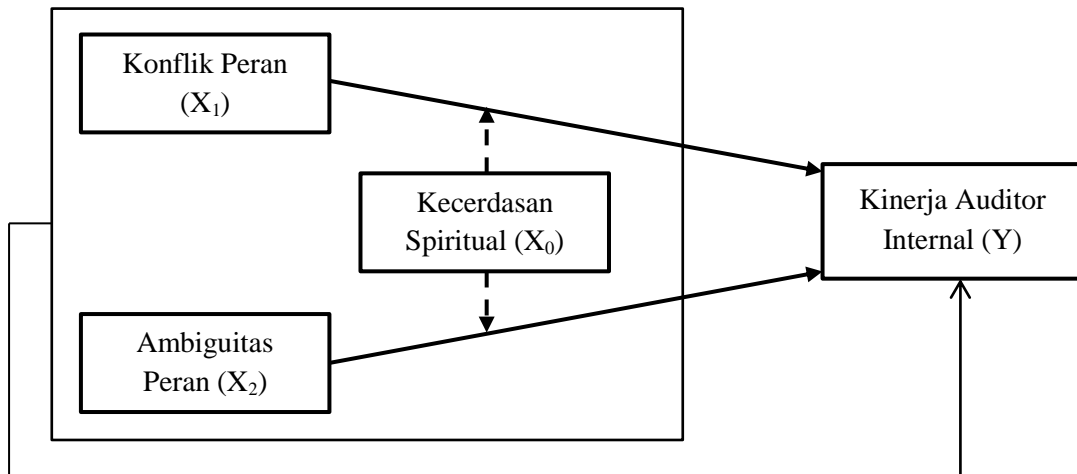 Konflik Peran
(X₁)
Kecerdasan
Spiritual (X₀)
Kinerja Auditor
Internal (Y)
Ambiguitas
Peran (X₂)